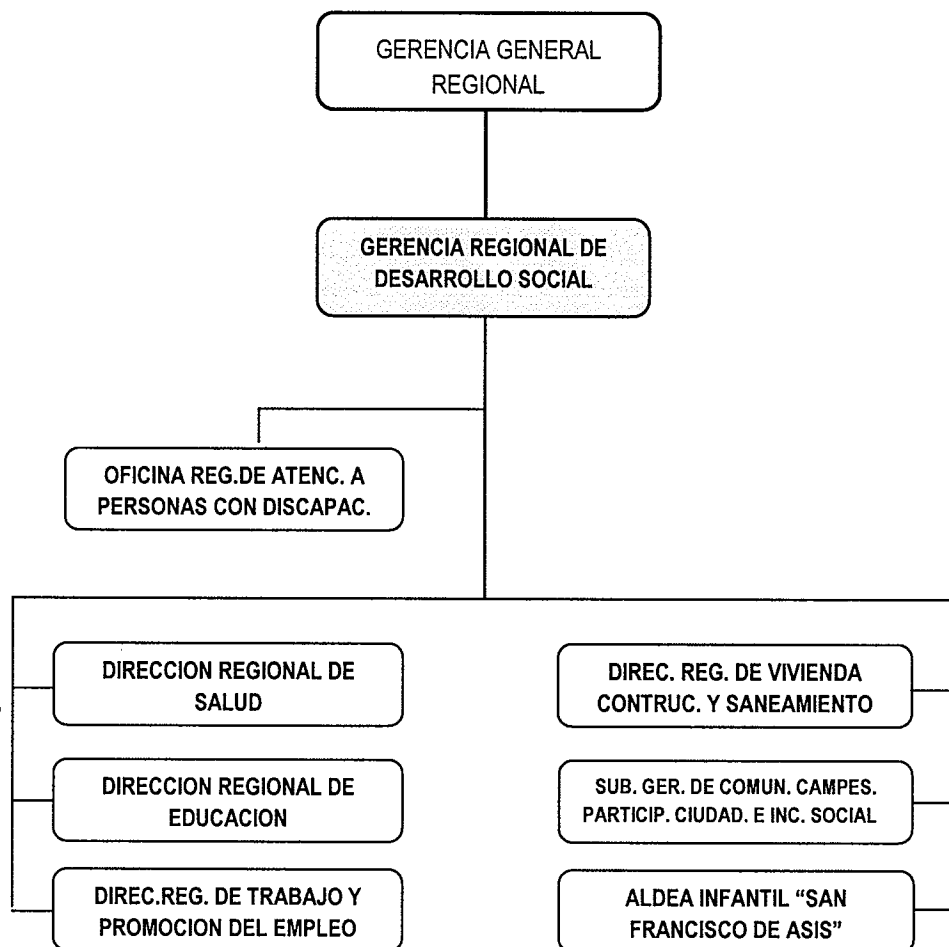 GERENCIA GENERAL
REGIONAL
GERENCIA REGIONAL DE
DESARROLLO SOCIAL
OFICINA REG.DE ATENC. A
PERSONAS CON DISCAPAC.
DIRECCION REGIONAL DE
SALUD
DIRECCION REGIONAL DE
EDUCACION
DIREC.REG. DE TRABAJO Y
PROMOCION DEL EMPLEO
DIREC. REG. DE VIVIENDA
CONTRUC. Y SANEAMIENTO
SUB. GER. DE COMUN. CAMPES.
PARTICIP. CIUDAD. E INC. SOCIAL
ALDEA INFANTIL “SAN
FRANCISCO DE ASIS”